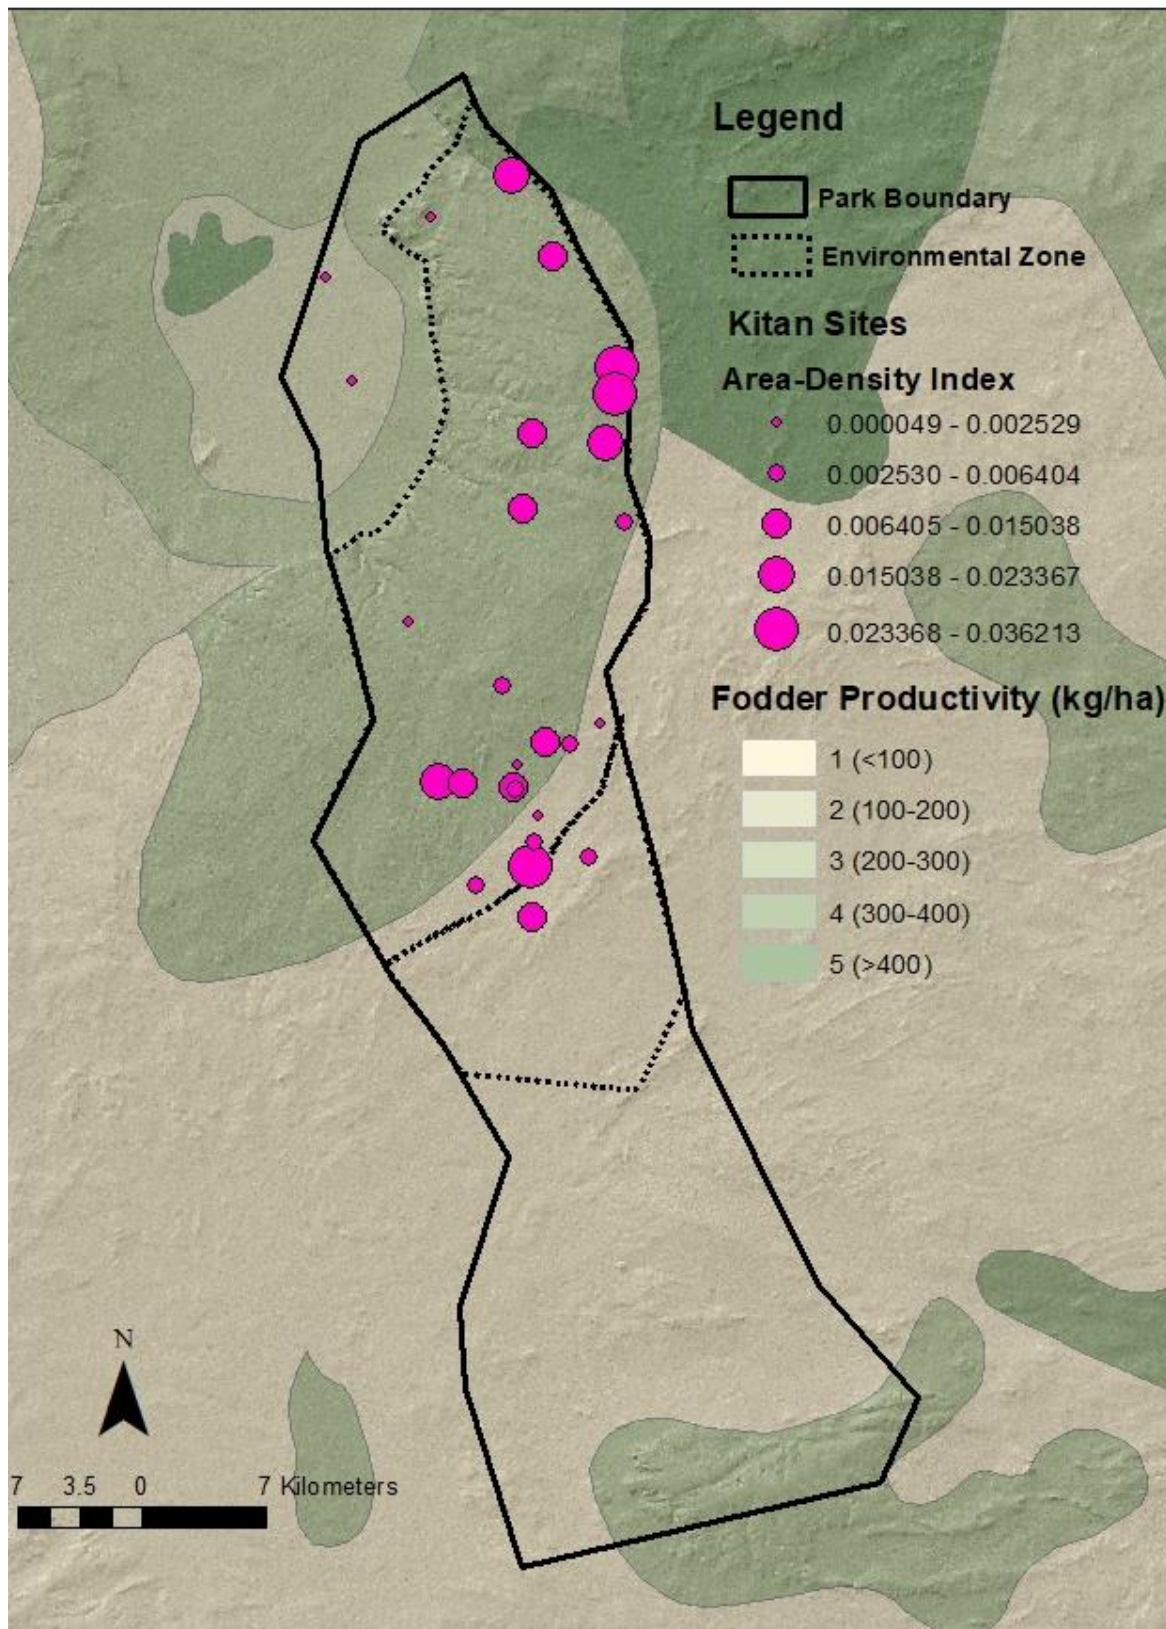 Legend
Park Boundary
Environmental Zone
Kitan Sites
Area-Density Index
0.000049 - 0.002529
0.002530 - 0.006404
0.006405 - 0.015038
0.015038 - 0.023367
0.023368 - 0.036213
Fodder Productivity (kg/ha)
1 (<100)
2 (100-200)
3 (200-300)
4 (300-400)
5 (>400)
N
7 3.5 0 7 Kilometers